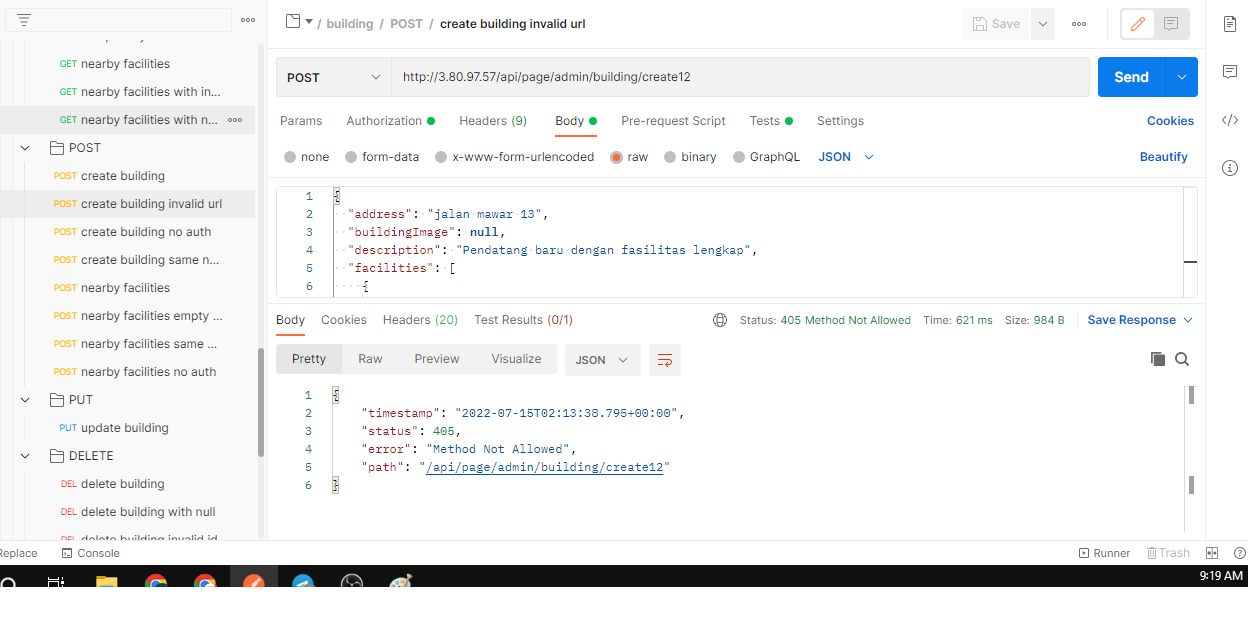 / building / POST / create building invalid url
Save
GET nearby facilities
GET nearby facilities with in...
GET nearby facilities with n...
POST
POST create building
POST create building invalid url
POST create building no auth
POST create building same n...
POST nearby facilities
POST nearby facilities empty ...
POST nearby facilities same ...
POST nearby facilities no auth
PUT
PUT update building
DELETE
DEL delete building
DEL delete building with null
DEL delete building invalid id
POST http://3.80.97.57/api/page/admin/building/create12 Send
Params Authorization Headers (9) Body Pre-request Script Tests Settings Cookies
none form-data x-www-form-urlencoded raw binary GraphQL JSON Beautify
1 {
2 "address": "jalan mawar 13",
3 "buildingImage": null,
4 "description": "Pendatang baru dengan fasilitas lengkap",
5 "facilities": [
6 {
Body Cookies Headers (20) Test Results (0/1) Status: 405 Method Not Allowed Time: 621 ms Size: 984 B Save Response
Pretty Raw Preview Visualize JSON
1 {
2 "timestamp": "2022-07-15T02:13:38.795+00:00",
3 "status": 405,
4 "error": "Method Not Allowed",
5 "path": "/api/page/admin/building/create12"
6 }
Replace Console Runner Trash
9:19 AM